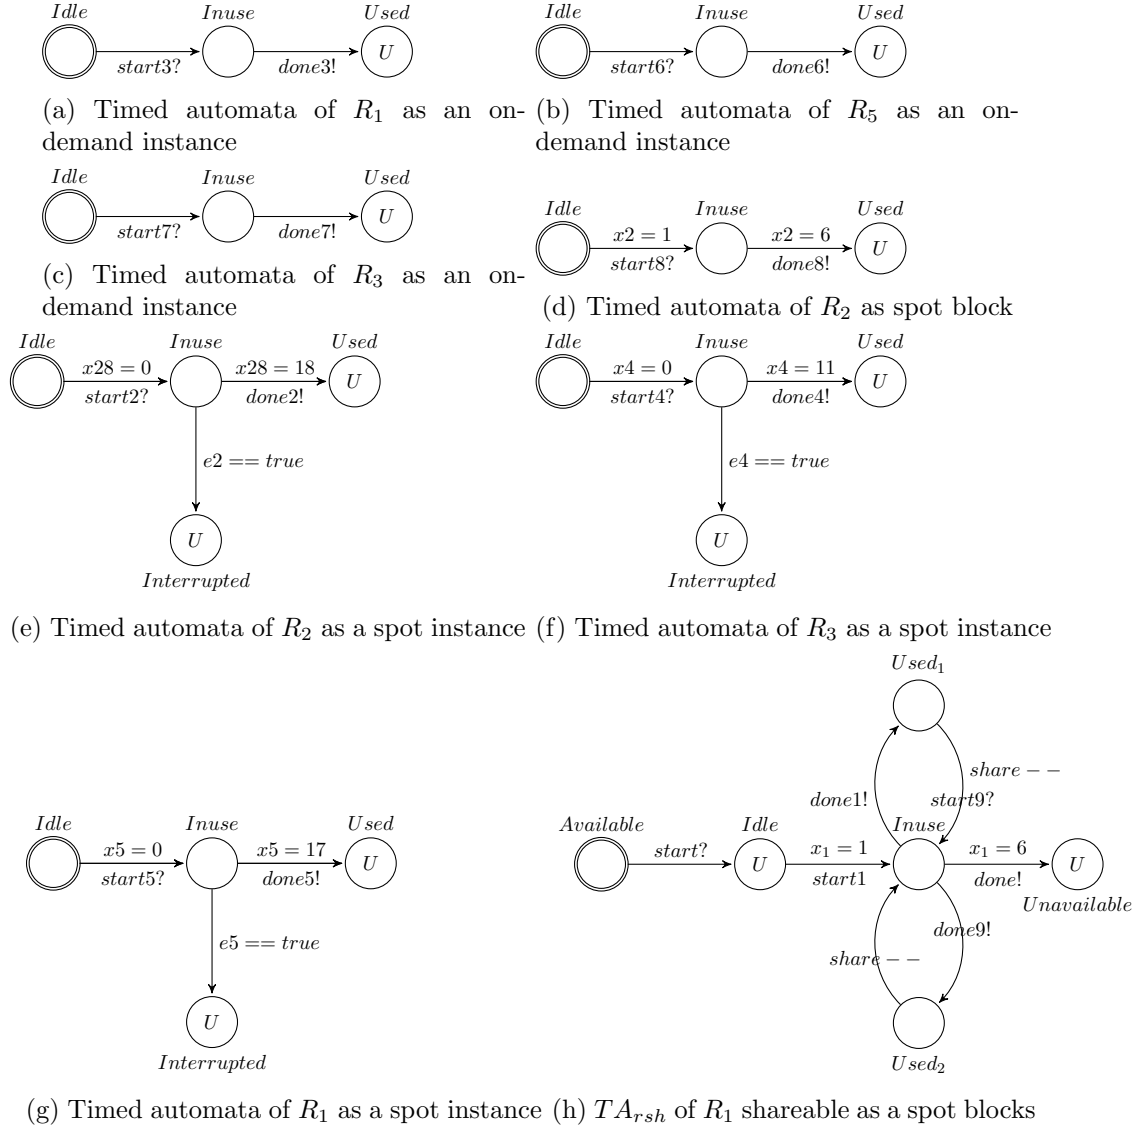 Idle Inuse Used
start3? done3! U
(a) Timed automata of R1 as an on-
demand instance
Idle Inuse Used
start6? done6! U
(b) Timed automata of R5 as an on-
demand instance
Idle Inuse Used
start7? done7! U
(c) Timed automata of R3 as an on-
demand instance
Idle Inuse Used
x2 = 1 x2 = 6
start8? done8! U
(d) Timed automata of R2 as spot block
Idle Inuse Used
x28 = 0 x28 = 18
start2? done2! U
e2 == true
U
Interrupted
(e) Timed automata of R2 as a spot instance
Idle Inuse Used
x4 = 0 x4 = 11
start4? done4! U
e4 == true
U
Interrupted
(f) Timed automata of R3 as a spot instance
Idle Inuse Used
x5 = 0 x5 = 17
start5? done5! U
e5 == true
U
Interrupted
(g) Timed automata of R1 as a spot instance
Used1
share − −
done1! start9?
Available Idle Inuse
start? U x1 = 1 x1 = 6 U
start1 done!
Unavailable
done9!
share − −
Used2
(h) TArsh of R1 shareable as a spot blocks